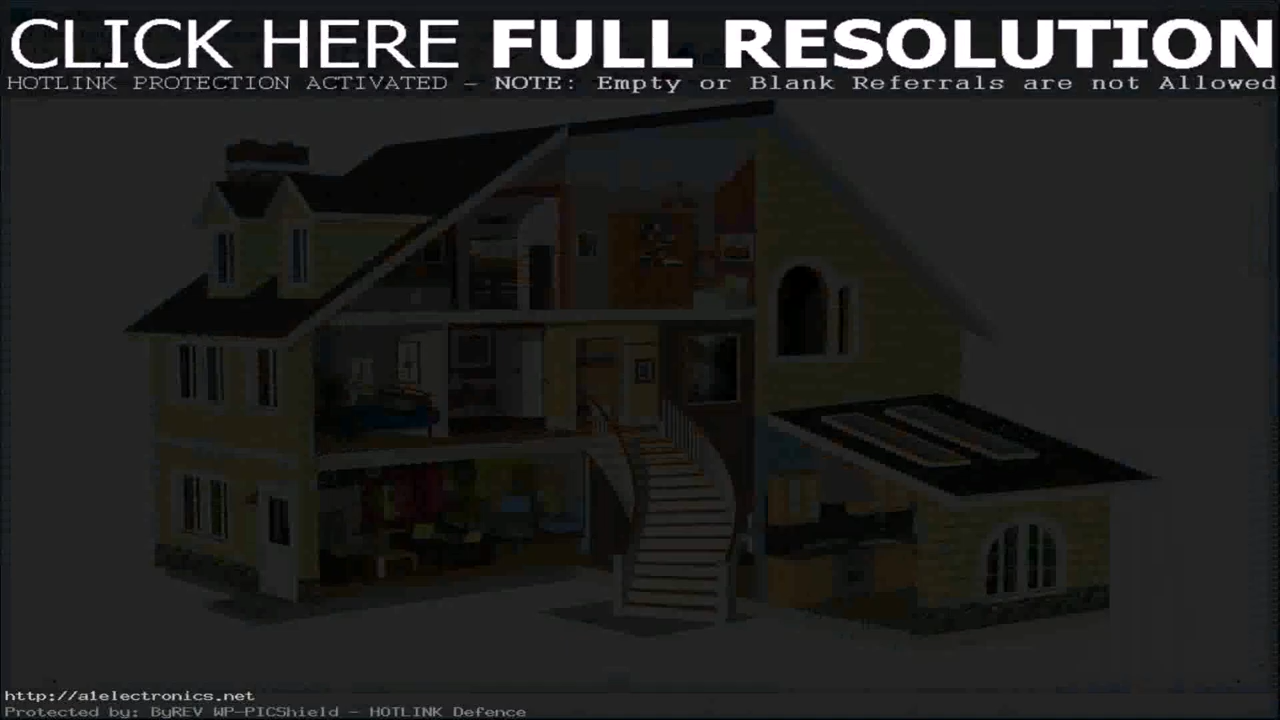 CLICK HERE FULL RESOLUTION
HOTLINK PROTECTION ACTIVATED – NOTE: Empty or Blank Referrals are not Allowed
http://a1electronics.net
Protected by: ByREV WP-PICShield – HOTLINK Defence